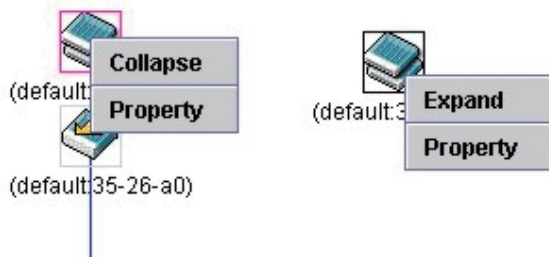 Collapse
(default:
Property
(default:35-26-a0)
Expand
(default:3
Property